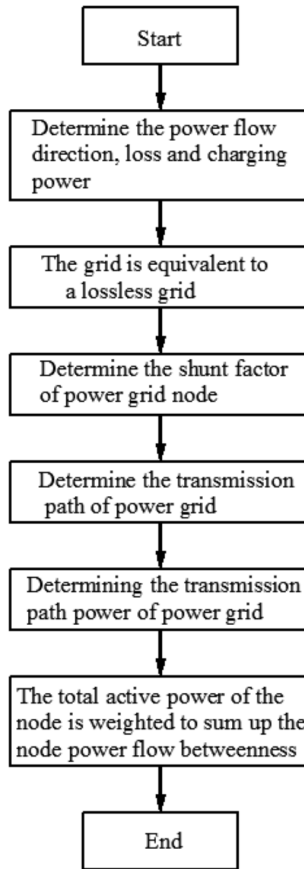 Start
Determine the power flow
direction, loss and charging
power
The grid is equivalent to
a lossless grid
Determine the shunt factor
of power grid node
Determine the transmission
path of power grid
Determining the transmission
path power of power grid
The total active power of the
node is weighted to sum up the
node power flow betweenness
End